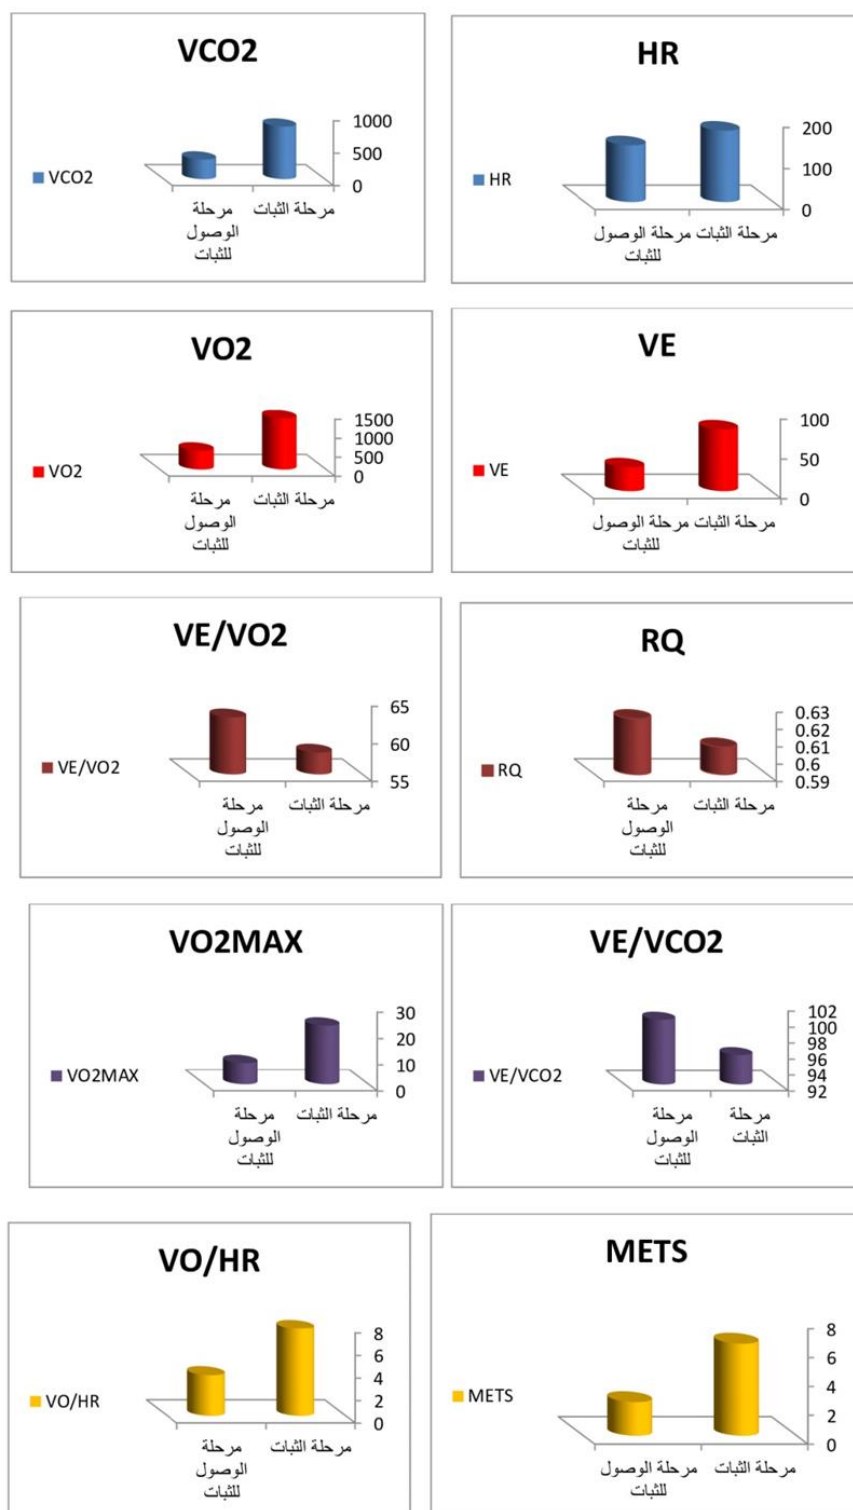 VCO2
1000
500
0
VCO2
مرحلة الثبات
مرحلة
الوصول
للثبات
HR
200
100
0
HR
مرحلة الثبات
مرحلة الوصول
للثبات
VO2
1500
1000
500
0
VO2
مرحلة الثبات
مرحلة
الوصول
للثبات
VE
100
50
0
VE
مرحلة الثبات
مرحلة الوصول
للثبات
VE/VO2
65
60
55
VE/VO2
مرحلة الثبات
مرحلة
الوصول
للثبات
RQ
0.63
0.62
0.61
0.6
0.59
RQ
مرحلة الثبات
مرحلة
الوصول
للثبات
VO2MAX
30
20
10
0
VO2MAX
مرحلة الثبات
مرحلة
الوصول
للثبات
VE/VCO2
102
100
98
96
94
92
VE/VCO2
مرحلة
الثبات
مرحلة
الوصول
للثبات
VO/HR
8
6
4
2
0
VO/HR
مرحلة الثبات
مرحلة
الوصول
للثبات
METS
8
6
4
2
0
METS
مرحلة الثبات
مرحلة الوصول
للثبات